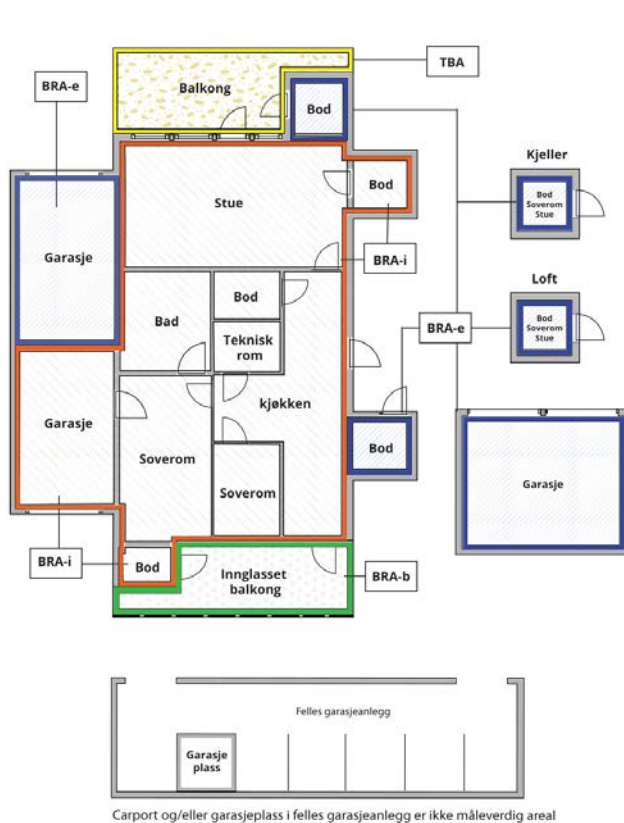 TBA
BRA-e
Balkong
Bod
Kjeller
Bod
Soverom
Stue
Stue
Bod
Garasje
BRA-i
Loft
Bod
Soverom
Stue
Bod
Bad
Teknisk
rom
BRA-e
kjøkken
Garasje
Soverom
Soverom
Bod
Garasje
BRA-i
Bod
Innglasset
balkong
BRA-b
Felles garasjeanlegg
Garasje
plass
Carport og/eller garasjeplass i felles garasjeanlegg er ikke måleverdig areal